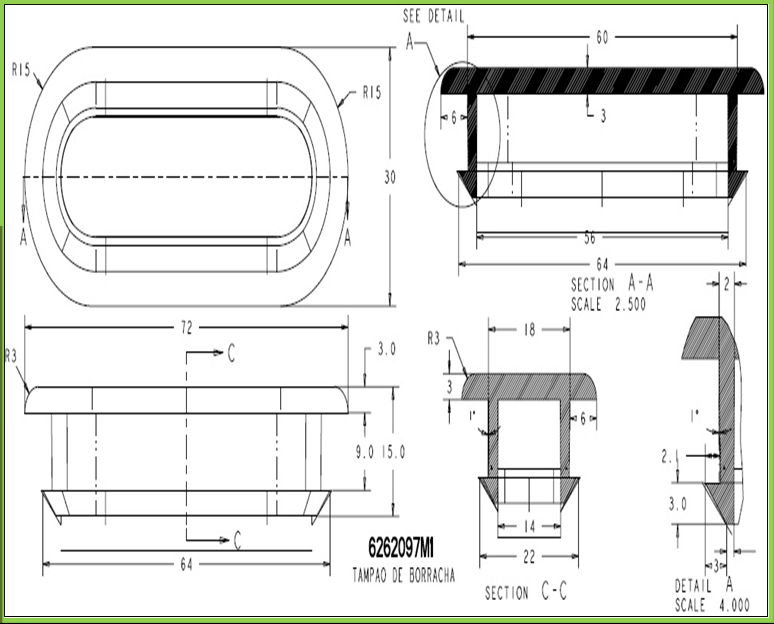 SEE DETAIL
A
60
R15
R15
6
3
30
A
A
56
64
SECTION A-A
SCALE 2.500
2
72
18
R3
C
3.0
R3
3
1°
6
1°
9.0
15.0
2.1
3.0
14
C
6262097M1
22
64
TAMPAO DE BORRACHA
3
SECTION C-C
DETAIL A
SCALE 4.000